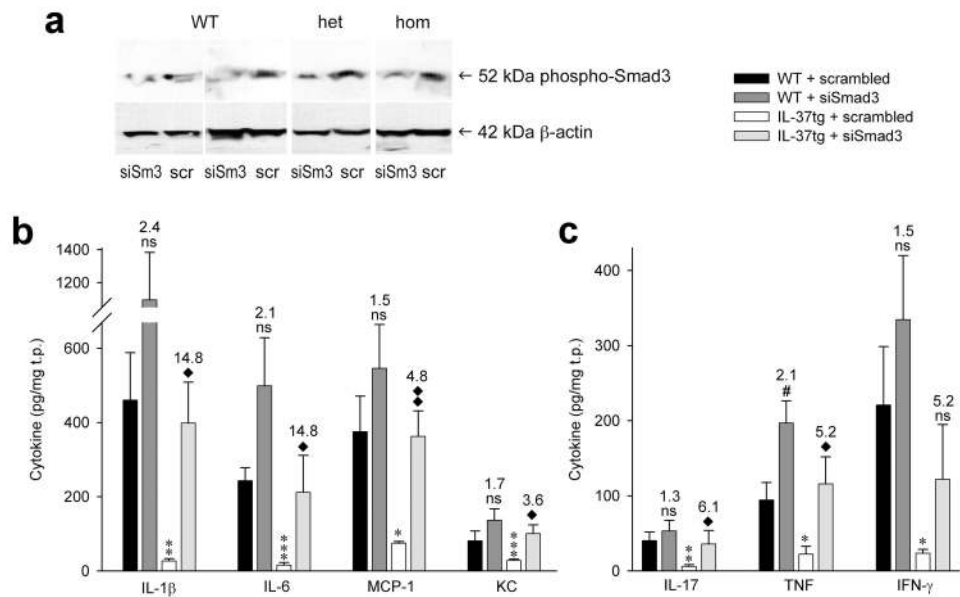 a
WT het hom
← 52 kDa phospho-Smad3
← 42 kDa β-actin
siSm3 scr siSm3 scr siSm3 scr siSm3 scr
WT + scrambled
WT + siSmad3
IL-37tg + scrambled
IL-37tg + siSmad3
b
Cytokine (pg/mg t.p.)
1400
1200
600
400
200
0
2.4
ns
**
14.8
◆
2.1
ns
***
14.8
◆
1.5
ns
*
4.8
◆
◆
1.7
ns
***
3.6
◆
IL-1β IL-6 MCP-1 KC
c
Cytokine (pg/mg t.p.)
400
300
200
100
0
1.3
ns
**
6.1
◆
2.1
#
*
5.2
◆
1.5
ns
*
5.2
ns
IL-17 TNF IFN-γ